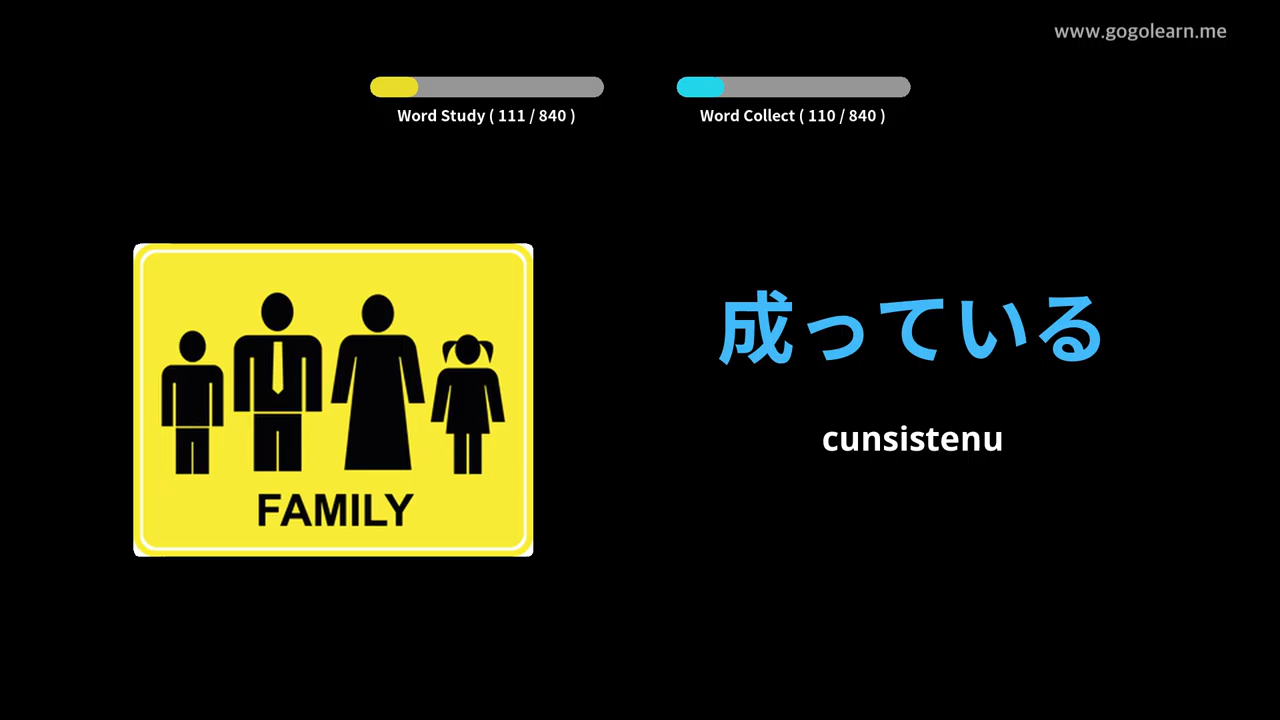 www.gogolearn.me
Word Study ( 111 / 840 )
Word Collect ( 110 / 840 )
成っている
cunsistenu
FAMILY